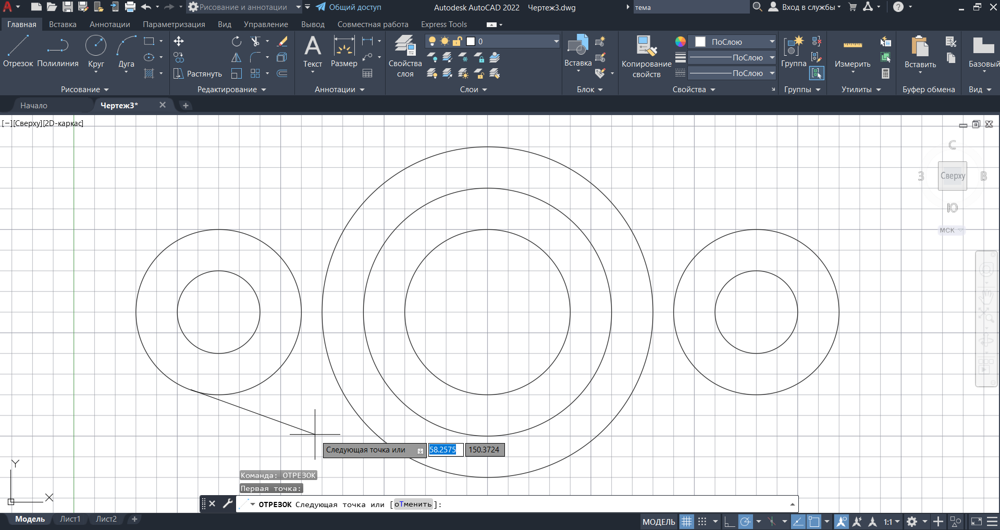 Рисование и аннотации
Общий доступ
Autodesk AutoCAD 2022 Чертеж3.dwg
тема
Вход в службы
Главная Вставка Аннотации Параметризация Вид Управление Вывод Совместная работа Express Tools
Отрезок Полилиния Круг Дуга
Растянуть
Текст Размер
Свойства слоя
0
Вставка
Копирование свойств
ПоСлою
ПоСлою
ПоСлою
Группа
Измерить
Вставить
Базовый
Рисование Редактирование Аннотации Слои Блок Свойства Группы Утилиты Буфер обмена Вид
Начало Чертеж3*
[−][Сверху][2D-каркас]
С
З Сверху В
Ю
МСК
Следующая точка или 58.2575 150.3724
Y
X
Команда: ОТРЕЗОК
Первая точка:
ОТРЕЗОК Следующая точка или [оТменить]:
Модель Лист1 Лист2
МОДЕЛЬ 1:1